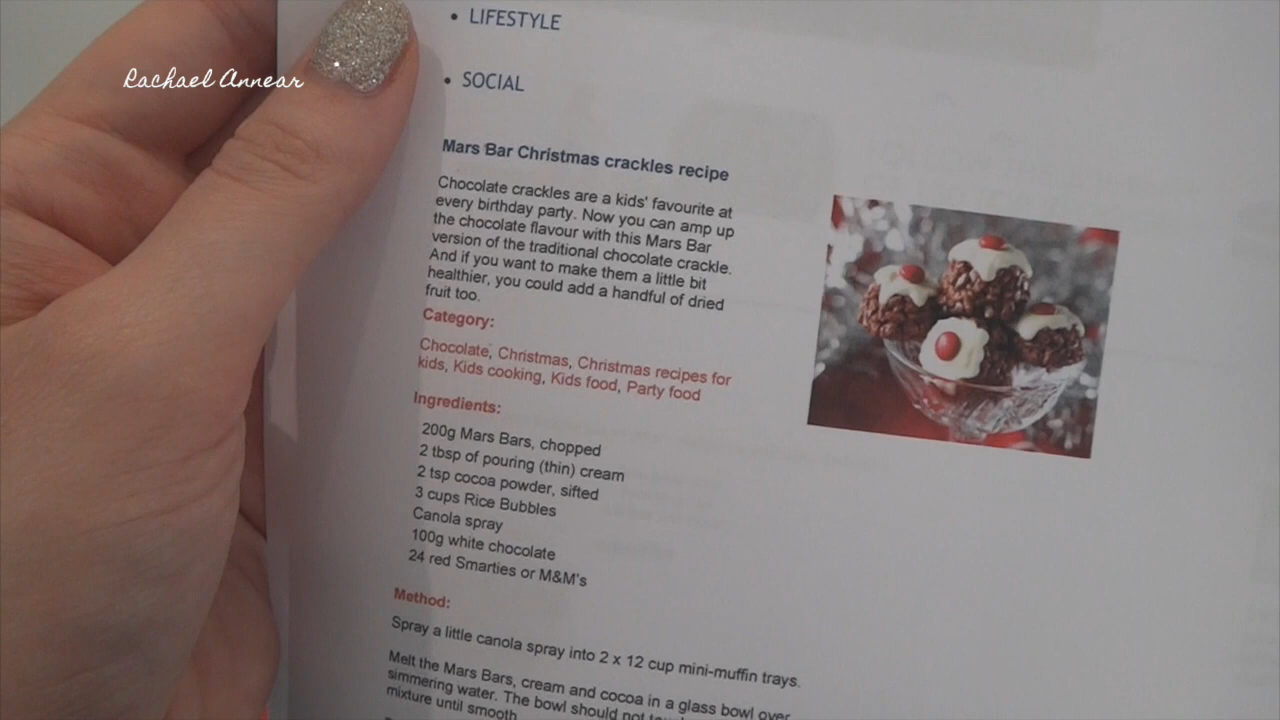 Rachael Annear
• LIFESTYLE
• SOCIAL
Mars Bar Christmas crackles recipe
Chocolate crackles are a kids' favourite at
every birthday party. Now you can amp up
the chocolate flavour with this Mars Bar
version of the traditional chocolate crackle.
And if you want to make them a little bit
healthier, you could add a handful of dried
fruit too.
Category:
Chocolate, Christmas, Christmas recipes for
kids, Kids cooking, Kids food, Party food
Ingredients:
200g Mars Bars, chopped
2 tbsp of pouring (thin) cream
2 tsp cocoa powder, sifted
3 cups Rice Bubbles
Canola spray
100g white chocolate
24 red Smarties or M&M's
Method:
Spray a little canola spray into 2 x 12 cup mini-muffin trays.
Melt the Mars Bars, cream and cocoa in a glass bowl over
simmering water. The bowl should not
mixture until smooth